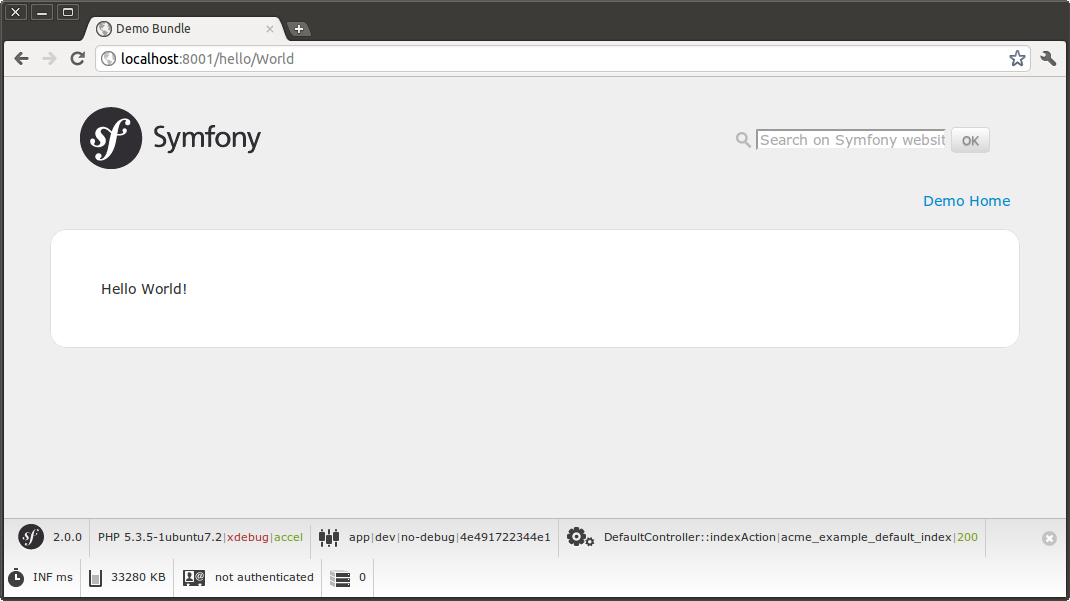 Demo Bundle
localhost:8001/hello/World
sf Symfony
Search on Symfony websit OK
Demo Home
Hello World!
sf 2.0.0 PHP 5.3.5-1ubuntu7.2|xdebug|accel app|dev|no-debug|4e491722344e1 DefaultController::indexAction|acme_example_default_index|200
INF ms 33280 KB not authenticated 0